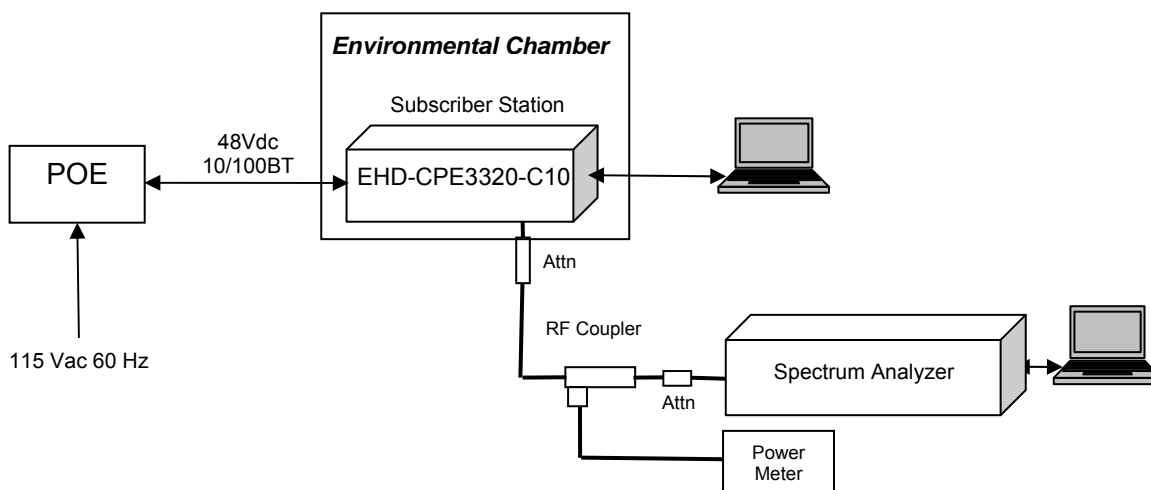 Environmental Chamber
Subscriber Station
48Vdc
10/100BT
POE
EHD-CPE3320-C10
Attn
RF Coupler
115 Vac 60 Hz
Spectrum Analyzer
Attn
Power
Meter